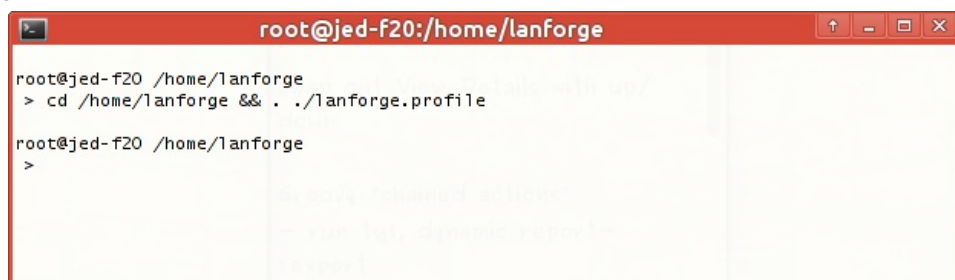 root@jed-f20:/home/lanforge
root@jed-f20 /home/lanforge
> cd /home/lanforge && . ./lanforge.profile
root@jed-f20 /home/lanforge
>